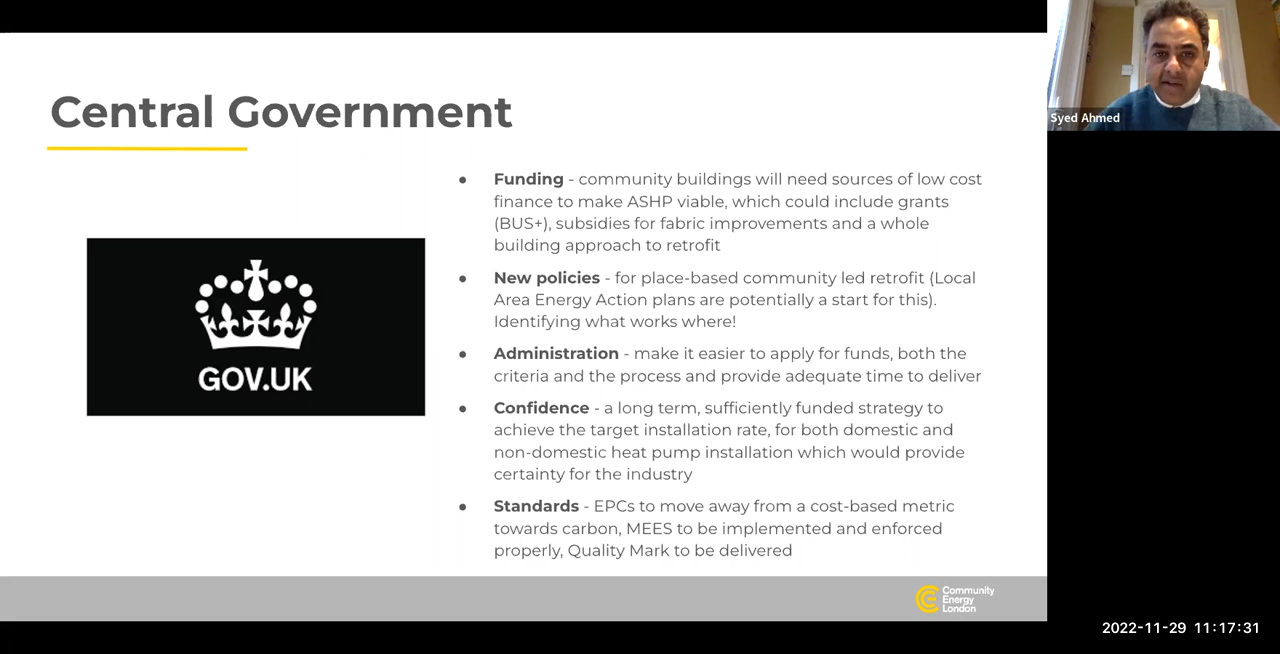 Central Government
GOV.UK
● Funding - community buildings will need sources of low cost
finance to make ASHP viable, which could include grants
(BUS+), subsidies for fabric improvements and a whole
building approach to retrofit
● New policies - for place-based community led retrofit (Local
Area Energy Action plans are potentially a start for this).
Identifying what works where!
● Administration - make it easier to apply for funds, both the
criteria and the process and provide adequate time to deliver
● Confidence - a long term, sufficiently funded strategy to
achieve the target installation rate, for both domestic and
non-domestic heat pump installation which would provide
certainty for the industry
● Standards - EPCs to move away from a cost-based metric
towards carbon, MEES to be implemented and enforced
properly, Quality Mark to be delivered
Community
Energy
London
Syed Ahmed
2022-11-29 11:17:31